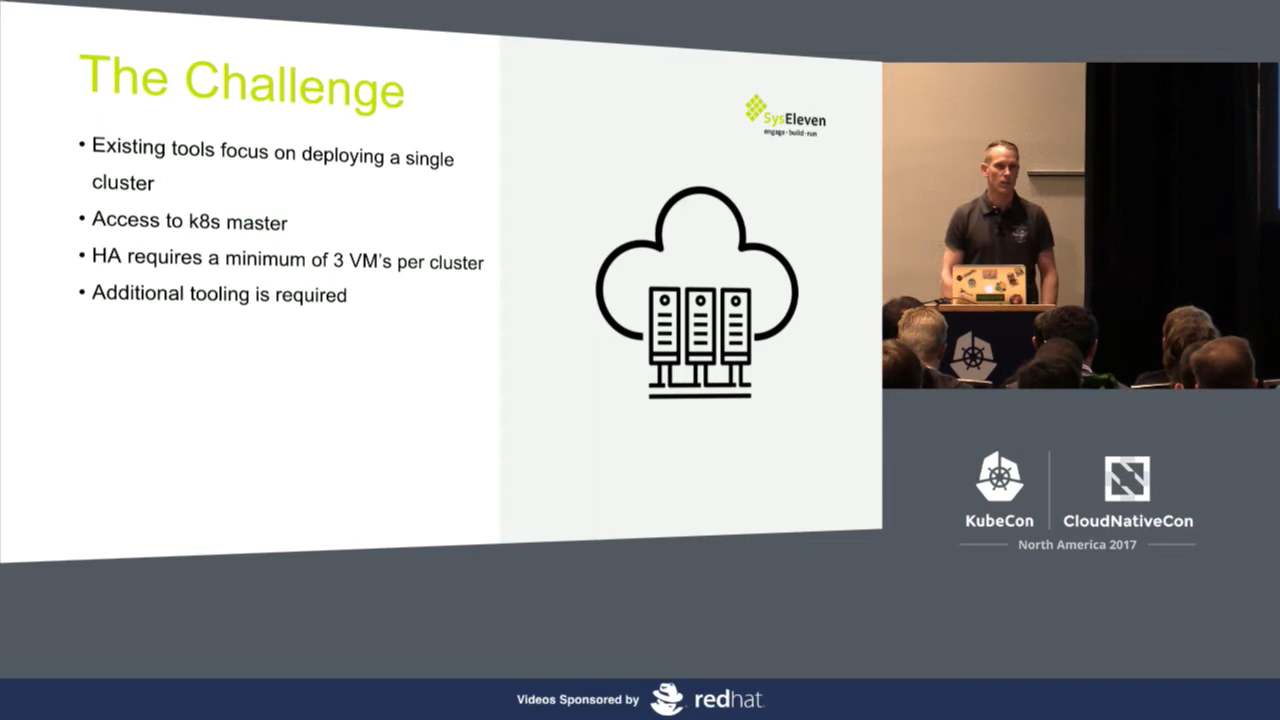 The Challenge
• Existing tools focus on deploying a single
cluster
• Access to k8s master
• HA requires a minimum of 3 VM's per cluster
• Additional tooling is required
SysEleven
engage · build · run
KubeCon
CloudNativeCon
North America 2017
Videos Sponsored by
redhat